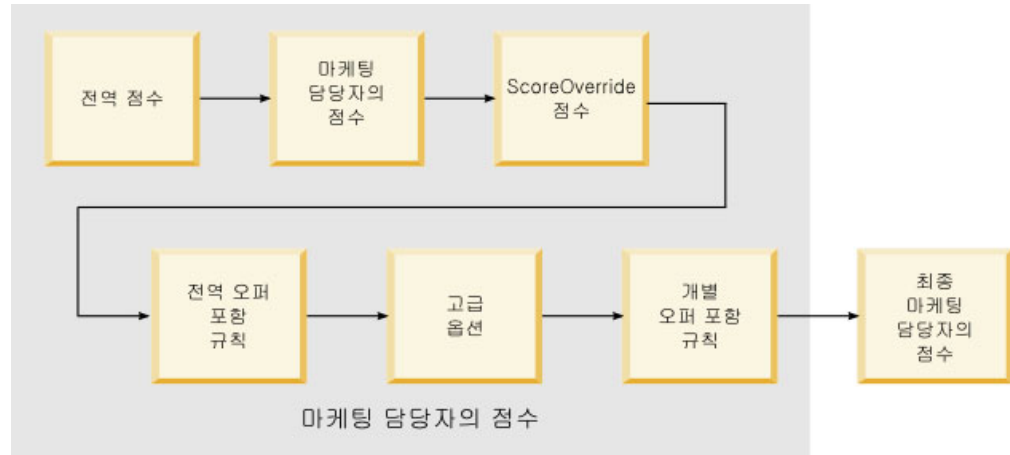 전역 점수
마케팅
담당자의
점수
ScoreOverride
점수
전역 오퍼
포함
규칙
고급
옵션
개별
오퍼 포함
규칙
최종
마케팅
담당자의
점수
마케팅 담당자의 점수